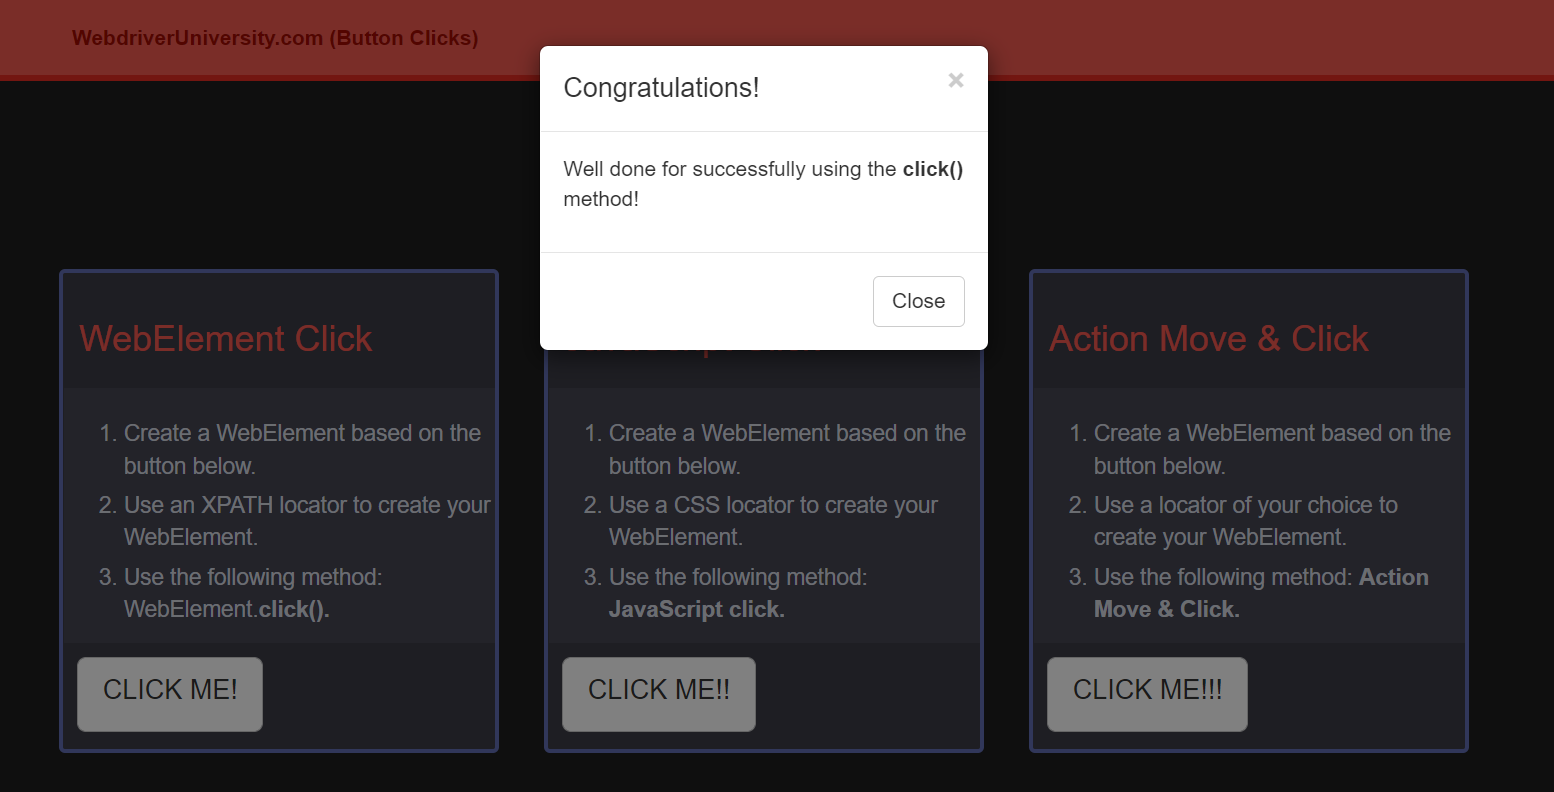 WebdriverUniversity.com (Button Clicks)
Congratulations!
×
Well done for successfully using the click()
method!
Close
WebElement Click
1. Create a WebElement based on the
button below.
2. Use an XPATH locator to create your
WebElement.
3. Use the following method:
WebElement.click().
CLICK ME!
1. Create a WebElement based on the
button below.
2. Use a CSS locator to create your
WebElement.
3. Use the following method:
JavaScript click.
CLICK ME!!
Action Move & Click
1. Create a WebElement based on the
button below.
2. Use a locator of your choice to
create your WebElement.
3. Use the following method: Action
Move & Click.
CLICK ME!!!